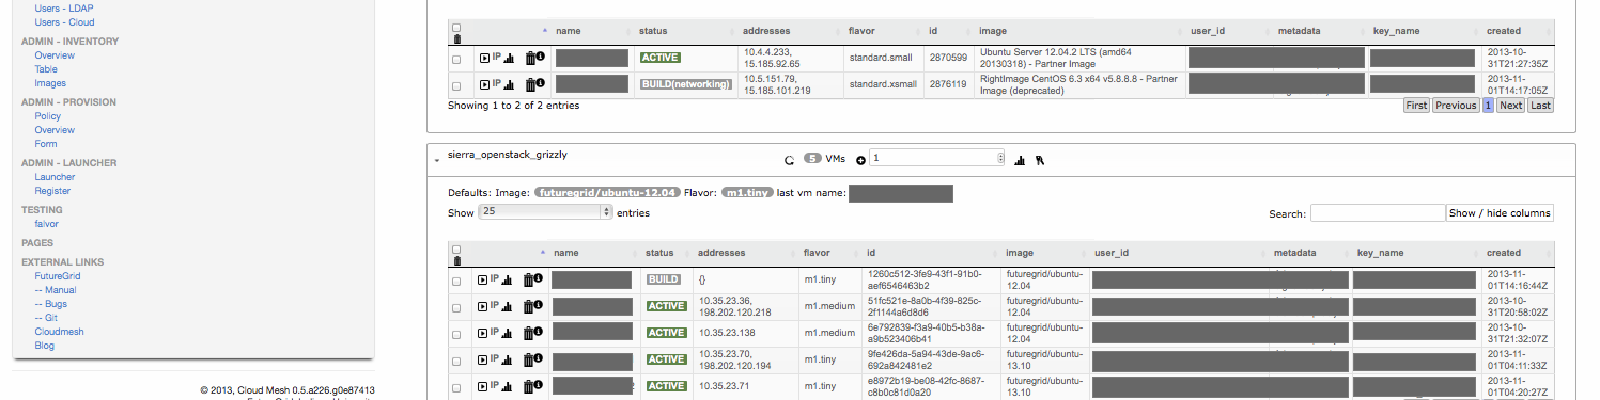 Users - LDAP
Users - Cloud
ADMIN - INVENTORY
Overview
Table
Images
ADMIN - PROVISION
Policy
Overview
Form
ADMIN - LAUNCHER
Launcher
Register
TESTING
falvor
PAGES
EXTERNAL LINKS
FutureGrid
-- Manual
-- Bugs
-- Git
Cloudmesh
Blog
© 2013, Cloud Mesh 0.5.a226.g0e87413
name status addresses flavor id image user_id metadata key_name created
IP ACTIVE 10.4.4.233, 15.185.92.65 standard.small 2870599 Ubuntu Server 12.04.2 LTS (amd64 20130318) - Partner Image 2013-10-31T21:27:35Z
IP BUILD(networking) 10.5.151.79, 15.185.101.219 standard.xsmall 2876119 RightImage CentOS 6.3 x64 v5.8.8.8 - Partner Image (deprecated) 2013-11-01T14:17:05Z
Showing 1 to 2 of 2 entries First Previous 1 Next Last
sierra_openstack_grizzly 5 VMs 1
Defaults: Image: futuregrid/ubuntu-12.04 Flavor: m1.tiny last vm name:
Show 25 entries Search: Show / hide columns
name status addresses flavor id image user_id metadata key_name created
IP BUILD {} m1.tiny 1260c512-3fe9-43f1-91b0-aef6546463b2 futuregrid/ubuntu-12.04 2013-11-01T14:16:44Z
IP ACTIVE 10.35.23.36, 198.202.120.218 m1.medium 51fc521e-8a0b-4f39-825c-2f1144a6d8d6 futuregrid/ubuntu-12.04 2013-10-31T20:58:02Z
IP ACTIVE 10.35.23.138 m1.medium 6e792839-f3a9-40b5-b38a-a9b523406b41 futuregrid/ubuntu-12.04 2013-10-31T21:32:07Z
IP ACTIVE 10.35.23.70, 198.202.120.194 m1.tiny 9fe426da-5a94-43de-9ac6-692a842481e2 futuregrid/ubuntu-13.10 2013-11-01T04:11:33Z
IP ACTIVE 10.35.23.71 m1.tiny e8972b19-be08-42fc-8687-c8b0c81d0a20 futuregrid/ubuntu-13.10 2013-11-01T04:20:27Z